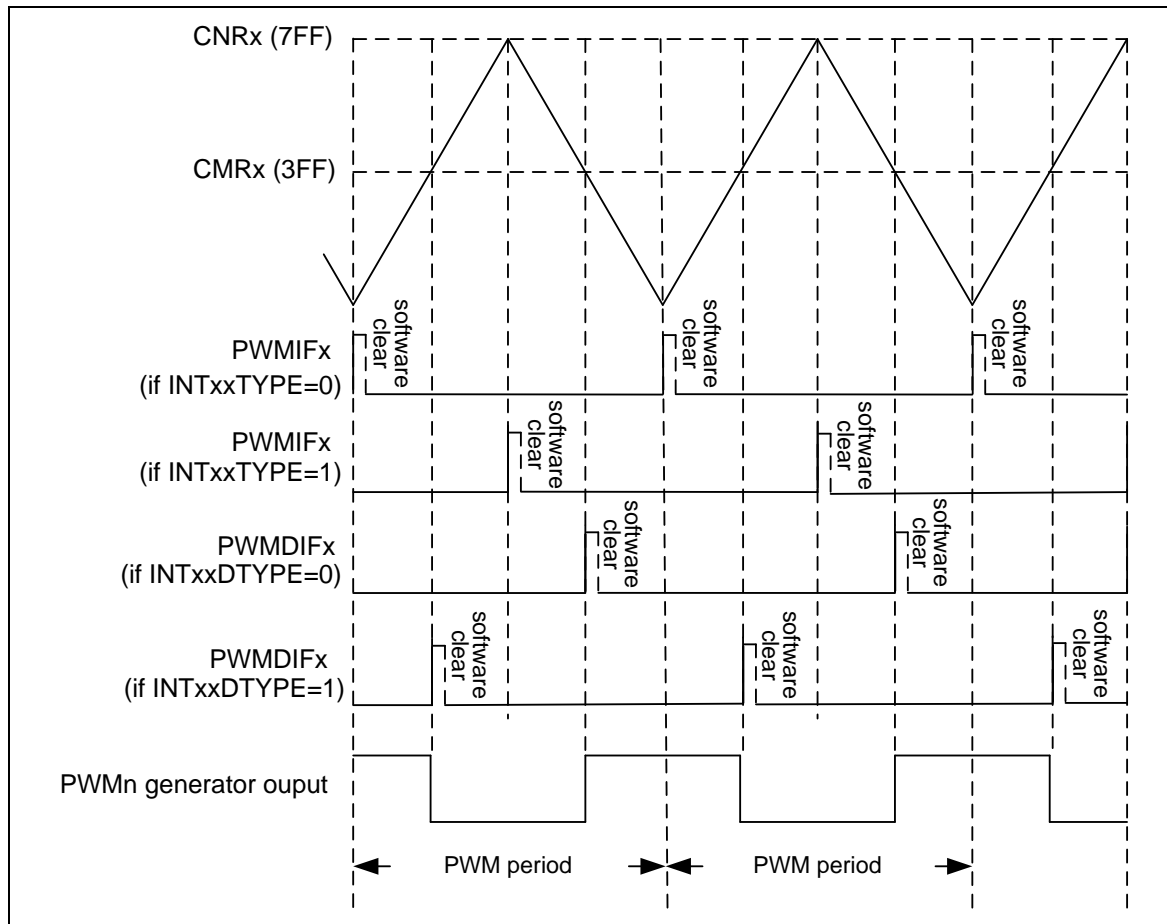 CNRx (7FF)
CMRx (3FF)
software
clear
software
clear
software
clear
PWMIFx
(if INTxxTYPE=0)
software
clear
software
clear
PWMIFx
(if INTxxTYPE=1)
software
clear
software
clear
PWMDIFx
(if INTxxDTYPE=0)
software
clear
software
clear
software
clear
PWMDIFx
(if INTxxDTYPE=1)
PWMn generator ouput
PWM period
PWM period